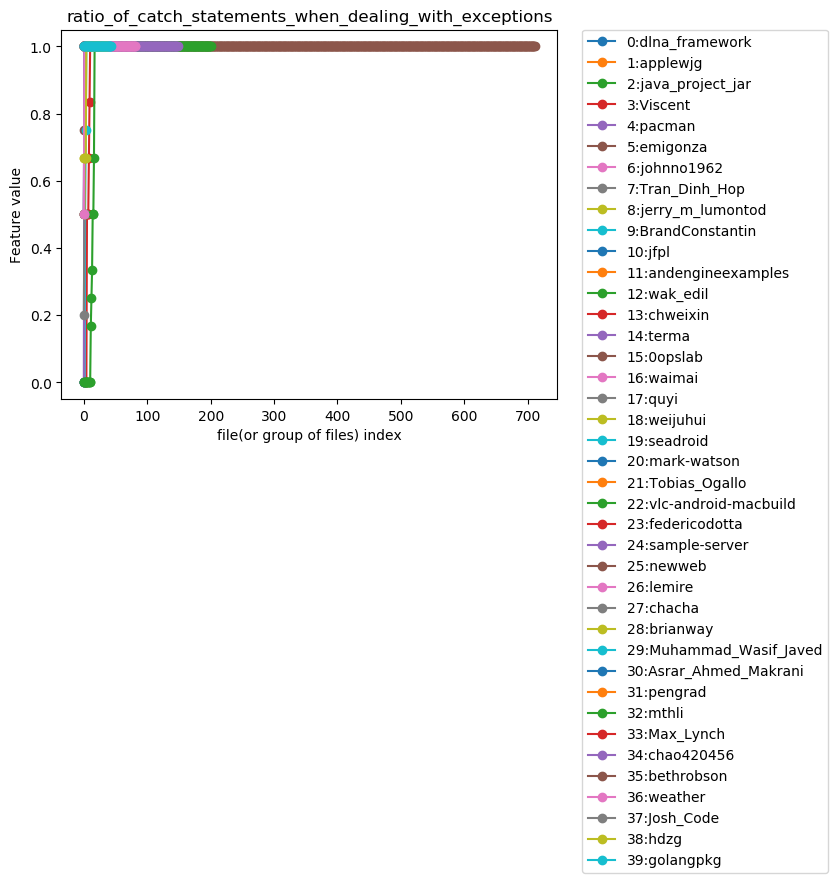 ratio_of_catch_statements_when_dealing_with_exceptions
1.0
0.8
0.6
0.4
0.2
0.0
Feature value
0 100 200 300 400 500 600 700
file(or group of files) index
0:dlna_framework
1:applewjg
2:java_project_jar
3:Viscent
4:pacman
5:emigonza
6:johnno1962
7:Tran_Dinh_Hop
8:jerry_m_lumontod
9:BrandConstantin
10:jfpl
11:andengineexamples
12:wak_edil
13:chweixin
14:terma
15:0opslab
16:waimai
17:quyi
18:weijuhui
19:seadroid
20:mark-watson
21:Tobias_Ogallo
22:vlc-android-macbuild
23:federicodotta
24:sample-server
25:newweb
26:lemire
27:chacha
28:brianway
29:Muhammad_Wasif_Javed
30:Asrar_Ahmed_Makrani
31:pengrad
32:mthli
33:Max_Lynch
34:chao420456
35:bethrobson
36:weather
37:Josh_Code
38:hdzg
39:golangpkg